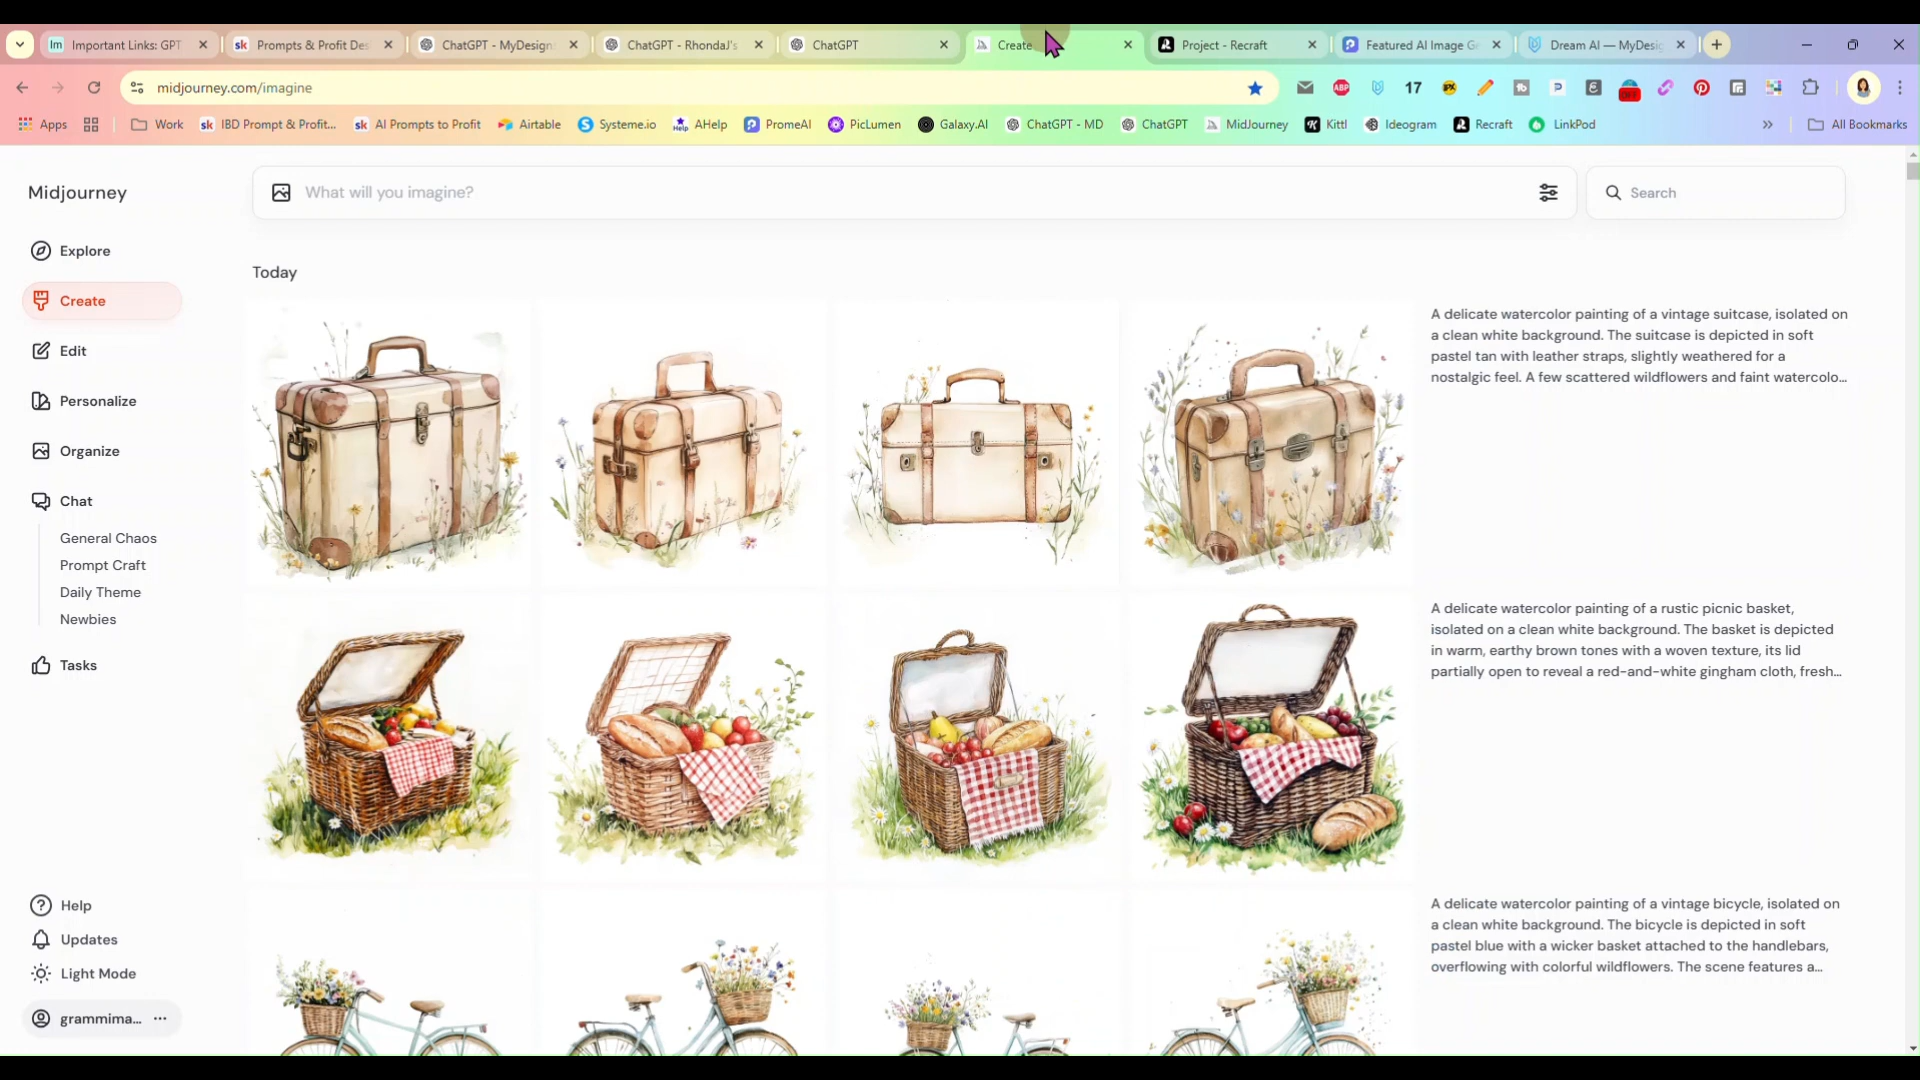 Important Links: GPT
Prompts & Profit Des
ChatGPT - MyDesign
ChatGPT - RhondaJ's
ChatGPT
Create
Project - Recraft
Featured AI Image G
Dream AI — MyDesig
midjourney.com/imagine
ABP
17
OFF
Apps
Work
IBD Prompt & Profit...
AI Prompts to Profit
Airtable
Systeme.io
AHelp
PromeAI
PicLumen
Galaxy.AI
ChatGPT - MD
ChatGPT
MidJourney
Kittl
Ideogram
Recraft
LinkPod
All Bookmarks
Midjourney
What will you imagine?
Search
Explore
Create
Edit
Personalize
Organize
Chat
General Chaos
Prompt Craft
Daily Theme
Newbies
Tasks
Help
Updates
Light Mode
grammima...
Today
A delicate watercolor painting of a vintage suitcase, isolated on
a clean white background. The suitcase is depicted in soft
pastel tan with leather straps, slightly weathered for a
nostalgic feel. A few scattered wildflowers and faint watercolo...
A delicate watercolor painting of a rustic picnic basket,
isolated on a clean white background. The basket is depicted
in warm, earthy brown tones with a woven texture, its lid
partially open to reveal a red-and-white gingham cloth, fresh...
A delicate watercolor painting of a vintage bicycle, isolated on
a clean white background. The bicycle is depicted in soft
pastel blue with a wicker basket attached to the handlebars,
overflowing with colorful wildflowers. The scene features a...